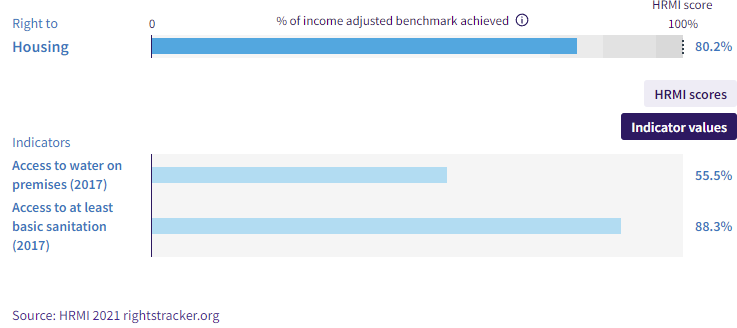 HRMI score
Right to
0
% of income adjusted benchmark achieved
100%
Housing
80.2%
HRMI scores
Indicator values
Indicators
Access to water on
premises (2017)
55.5%
Access to at least
basic sanitation
(2017)
88.3%
Source: HRMI 2021 rightstracker.org